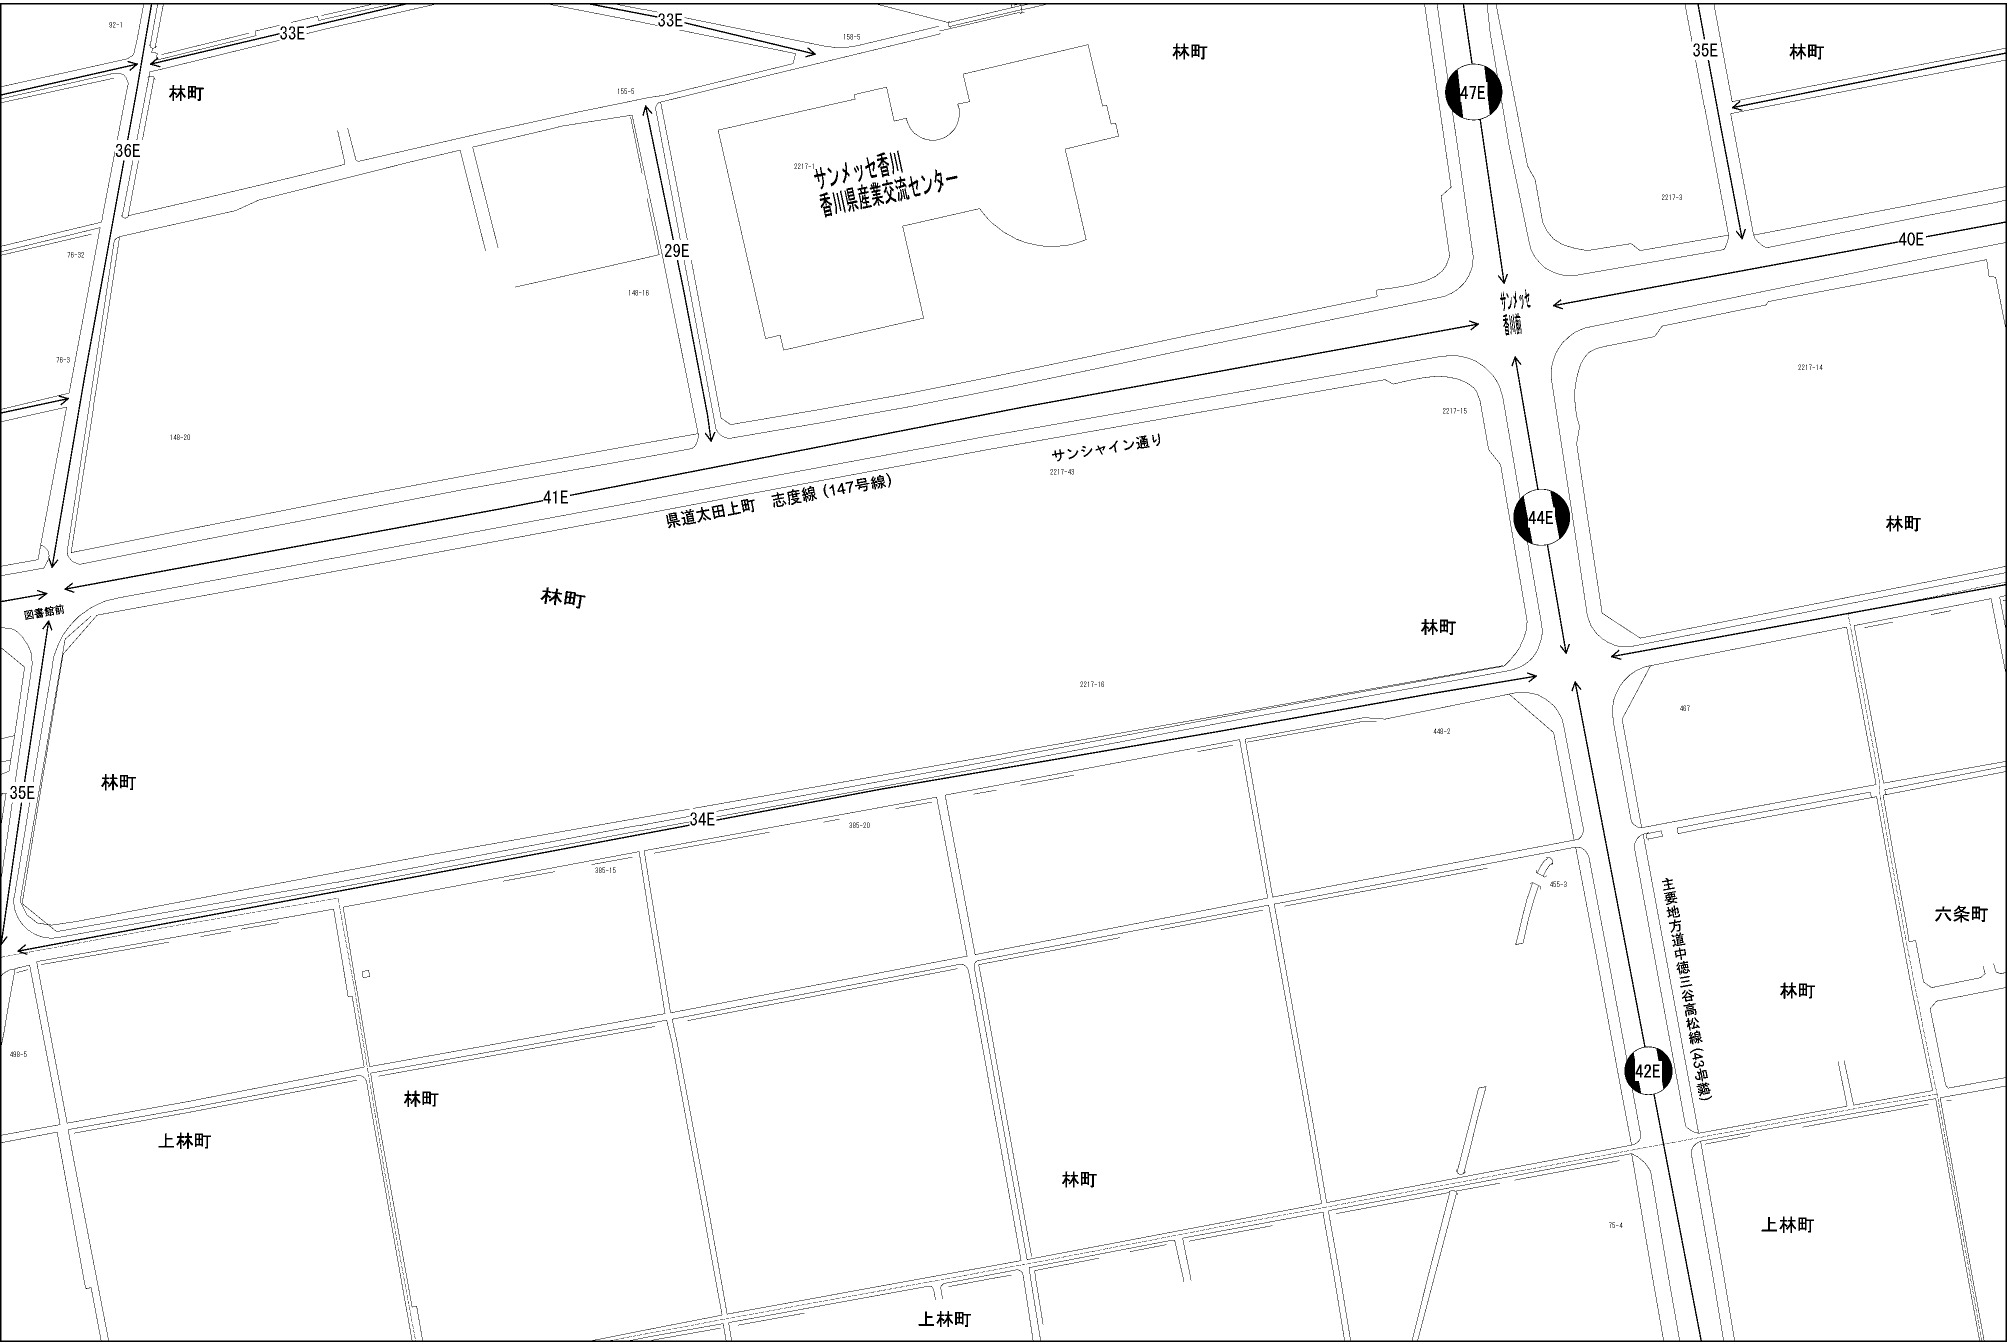 92-1
33E
33E
158-5
林町
47E
35E
林町
林町
155-5
36E
2217-1
サンメッセ香川
香川県産業交流センター
2217-3
29E
40E
76-32
148-16
サンメッセ
香川前
76-3
2217-14
148-20
2217-15
サンシャイン通り
2217-43
41E
県道太田上町 志度線(147号線)
44E
林町
図書館前
林町
林町
2217-16
467
448-2
林町
35E
34E
385-20
385-15
455-3
主要地方道中徳三谷高松線(43号線)
六条町
林町
498-5
42E
林町
上林町
林町
75-4
上林町
上林町